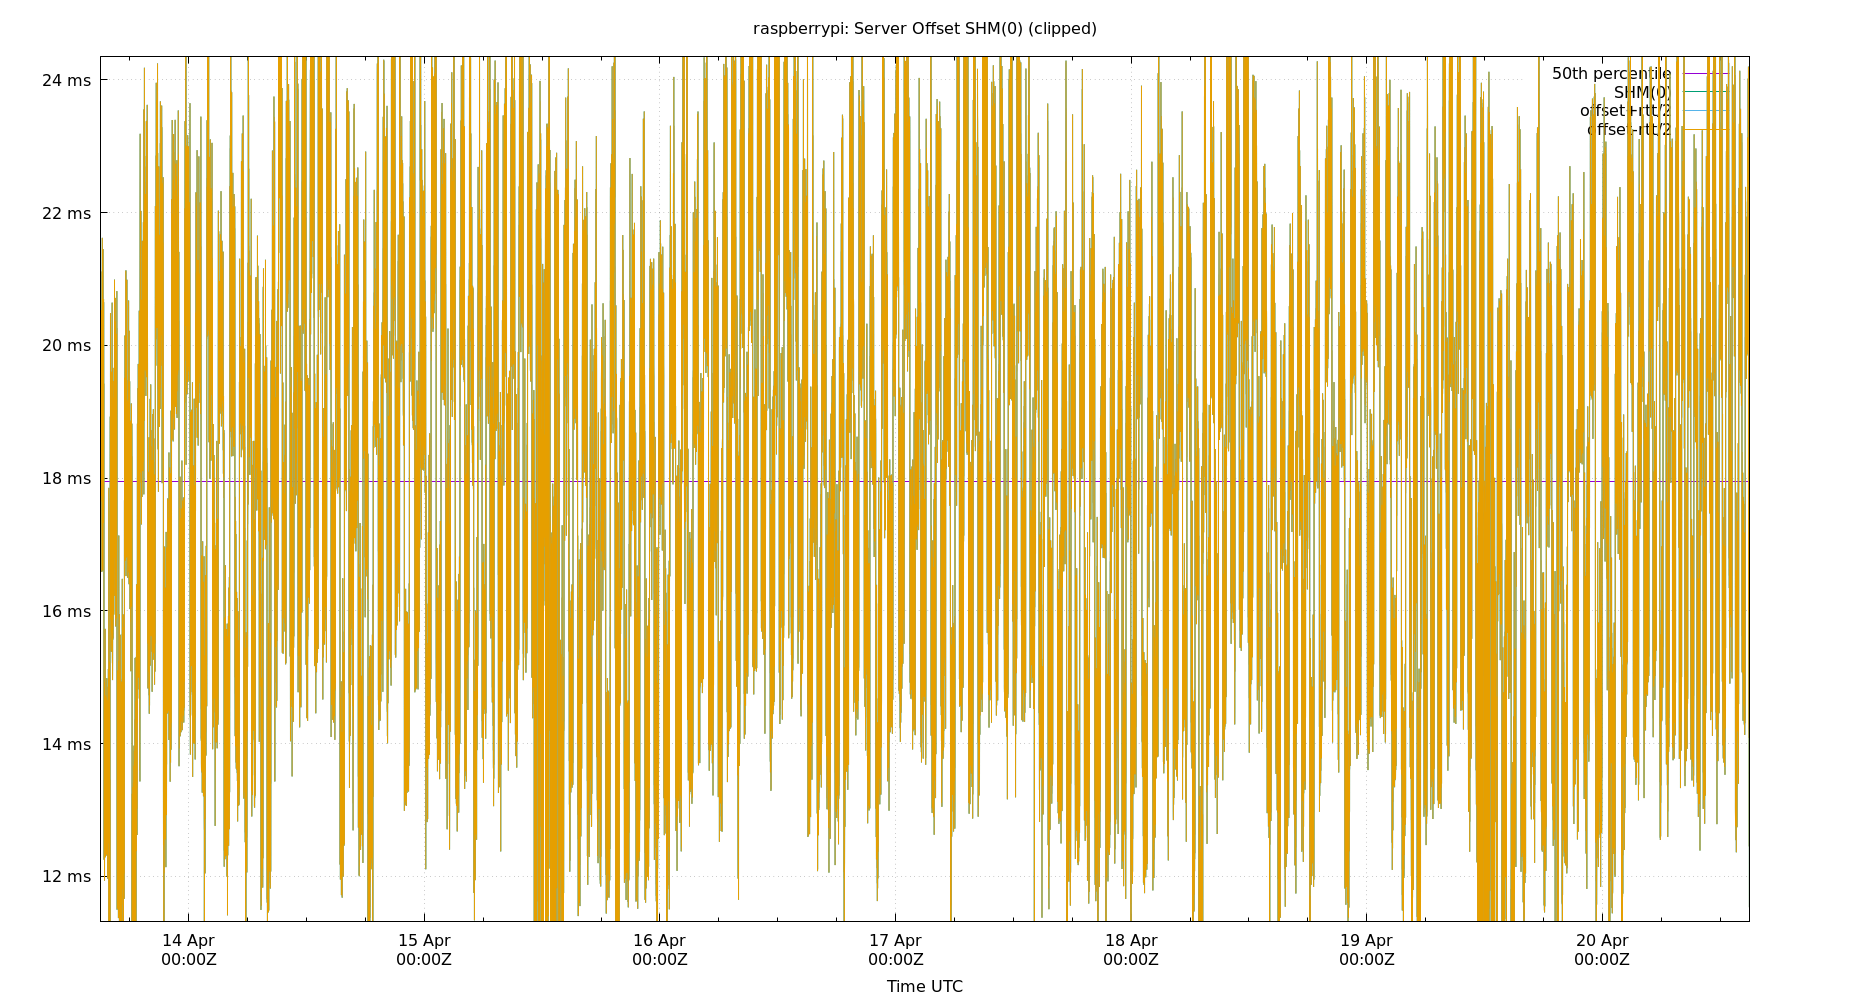 raspberrypi: Server Offset SHM(0) (clipped)
24 ms
22 ms
20 ms
18 ms
16 ms
14 ms
12 ms
50th percentile
SHM(0)
offset+rtt/2
offset-rtt/2
14 Apr 15 Apr 16 Apr 17 Apr 18 Apr 19 Apr 20 Apr
00:00Z 00:00Z 00:00Z 00:00Z 00:00Z 00:00Z 00:00Z
Time UTC